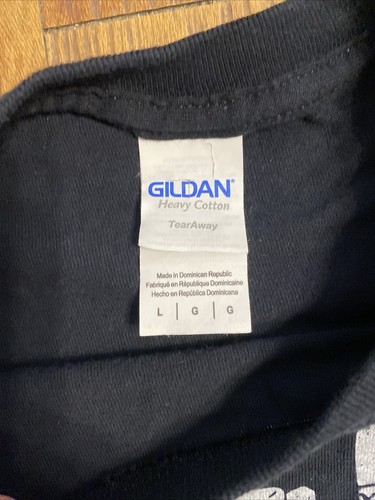 GILDAN®
Heavy Cotton
TearAway
Made in Dominican Republic
Fabriqué en République Dominicaine
Hecho en República Dominicana
L | G | G